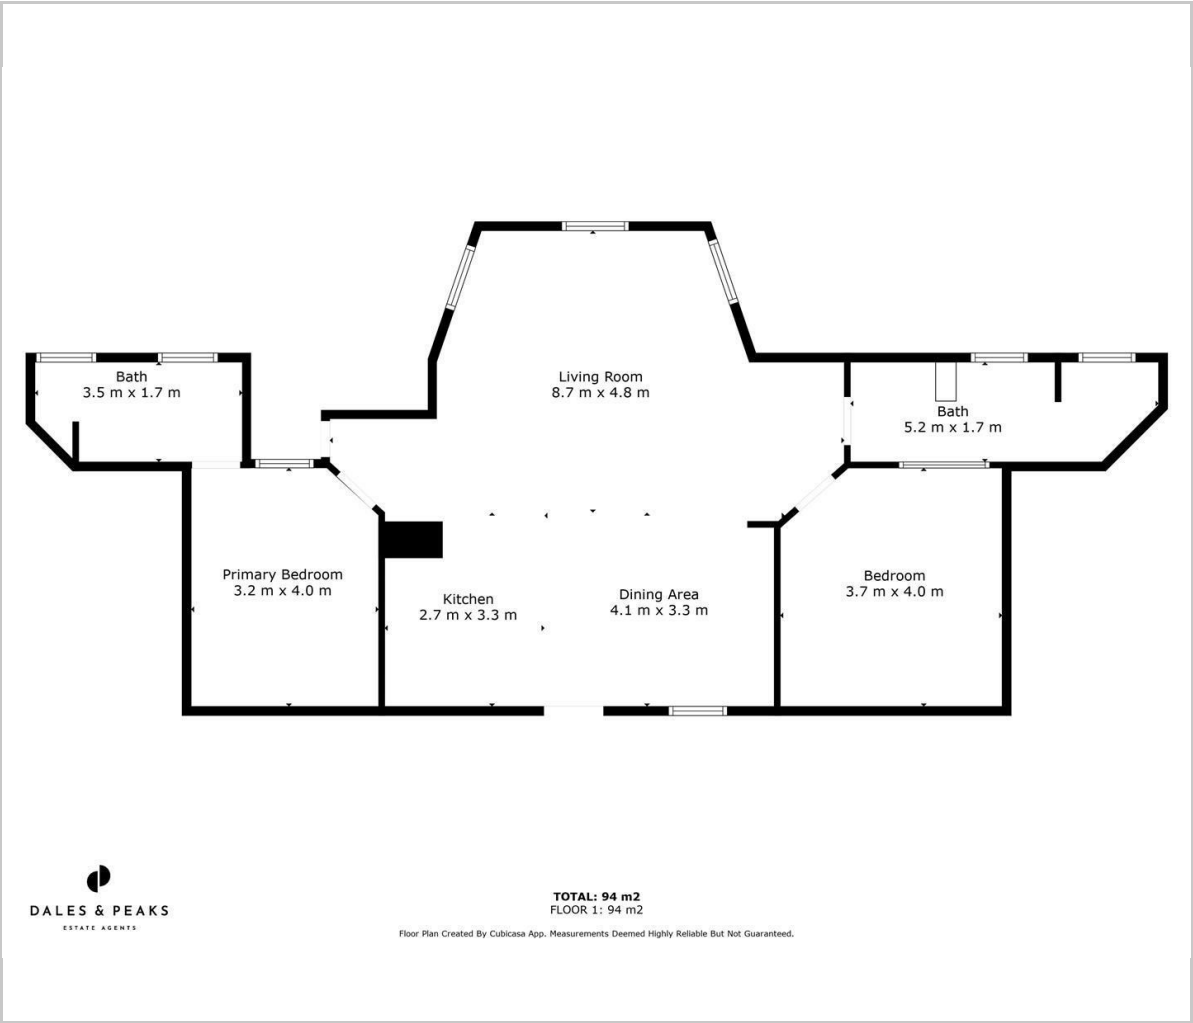 Living Room
8.7 m x 4.8 m
Bath
3.5 m x 1.7 m
Bath
5.2 m x 1.7 m
Primary Bedroom
3.2 m x 4.0 m
Kitchen
2.7 m x 3.3 m
Dining Area
4.1 m x 3.3 m
Bedroom
3.7 m x 4.0 m
DALES & PEAKS
ESTATE AGENTS
TOTAL: 94 m2
FLOOR 1: 94 m2
Floor Plan Created By Cubicasa App. Measurements Deemed Highly Reliable But Not Guaranteed.